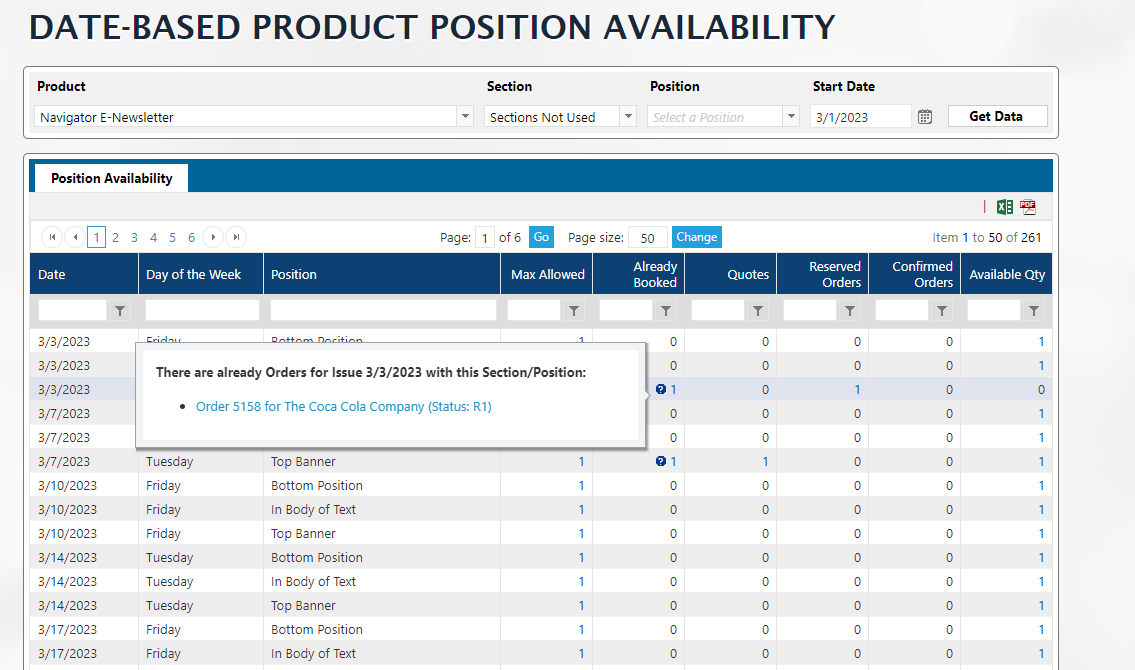 DATE-BASED PRODUCT POSITION AVAILABILITY
Product Section Position Start Date
Navigator E-Newsletter Sections Not Used Select a Position 3/1/2023 Get Data
Position Availability
PDF
1 2 3 4 5 6 Page: 1 of 6 Go Page size: 50 Change Item 1 to 50 of 261
Date Day of the Week Position Max Allowed Already Booked Quotes Reserved Orders Confirmed Orders Available Qty
3/3/2023 Friday Bottom Position 1 0 0 0 0 1
3/3/2023 0 0 0 0 1
There are already Orders for Issue 3/3/2023 with this Section/Position:
3/3/2023 ? 1 0 1 0 0
Order 5158 for The Coca Cola Company (Status: R1)
3/7/2023 0 0 0 0 1
3/7/2023 0 0 0 0 1
3/7/2023 Tuesday Top Banner 1 ? 1 1 0 0 1
3/10/2023 Friday Bottom Position 1 0 0 0 0 1
3/10/2023 Friday In Body of Text 1 0 0 0 0 1
3/10/2023 Friday Top Banner 1 0 0 0 0 1
3/14/2023 Tuesday Bottom Position 1 0 0 0 0 1
3/14/2023 Tuesday In Body of Text 1 0 0 0 0 1
3/14/2023 Tuesday Top Banner 1 0 0 0 0 1
3/17/2023 Friday Bottom Position 1 0 0 0 0 1
3/17/2023 Friday In Body of Text 1 0 0 0 0 1